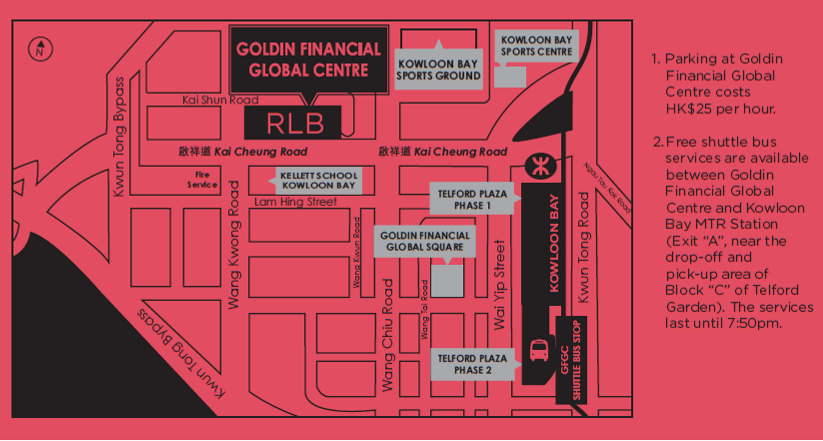 N
GOLDIN FINANCIAL
GLOBAL CENTRE
KOWLOON BAY
SPORTS GROUND
KOWLOON BAY
SPORTS CENTRE
Kai Shun Road
RLB
Kwun Tong Bypass
啟祥道 Kai Cheung Road
啟祥道 Kai Cheung Road
Fire
Service
KELLETT SCHOOL
KOWLOON BAY
Lam Hing Street
Wang Kwong Road
Wang Kwun Road
GOLDIN FINANCIAL
GLOBAL SQUARE
TELFORD PLAZA
PHASE 1
KOWLOON BAY
Ngau Tau Kok Road
Kwun Tong Road
Wai Yip Street
Wang Chiu Road
Wang Tai Road
Kwun Tong Bypass
TELFORD PLAZA
PHASE 2
GFGC
SHUTTLE BUS STOP
1. Parking at Goldin
Financial Global
Centre costs
HK$25 per hour.
2. Free shuttle bus
services are available
between Goldin
Financial Global
Centre and Kowloon
Bay MTR Station
(Exit “A”, near the
drop-off and
pick-up area of
Block “C” of Telford
Garden). The services
last until 7:50pm.